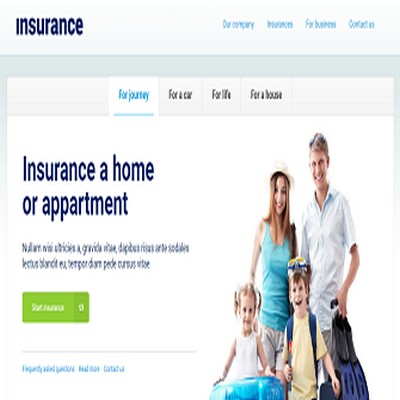 insurance
Our company Insurances For business Contact us
For journey For a car For life For a house
Insurance a home
or appartment
Nullam wisi ultricies a, gravida vitae, dapibus risus ante sodales
lectus blandit eu, tempor diam pede cursus vitae
Start insurance
Frequently asked questions Read more Contact us